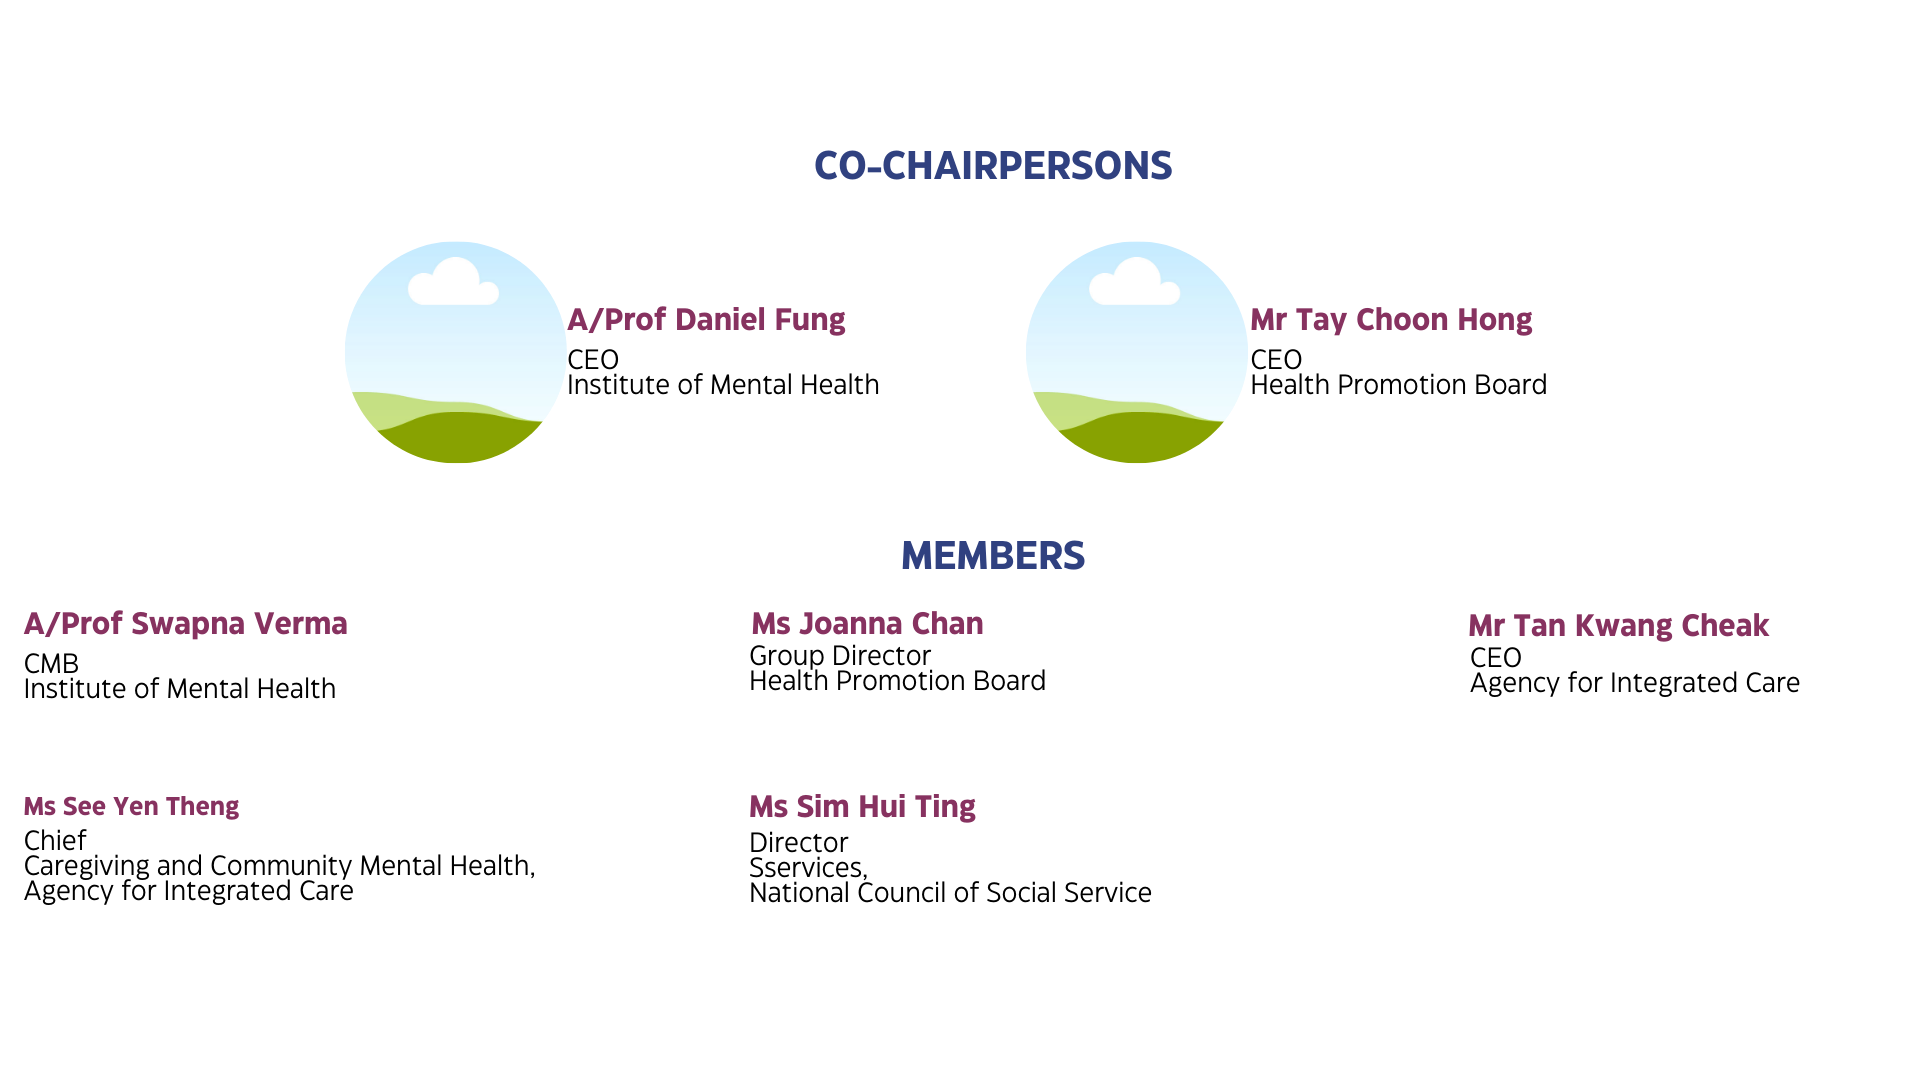 CO-CHAIRPERSONS
A/Prof Daniel Fung
CEO
Institute of Mental Health
Mr Tay Choon Hong
CEO
Health Promotion Board
MEMBERS
A/Prof Swapna Verma
CMB
Institute of Mental Health
Ms Joanna Chan
Group Director
Health Promotion Board
Mr Tan Kwang Cheak
CEO
Agency for Integrated Care
Ms See Yen Theng
Chief
Caregiving and Community Mental Health,
Agency for Integrated Care
Ms Sim Hui Ting
Director
Sservices,
National Council of Social Service